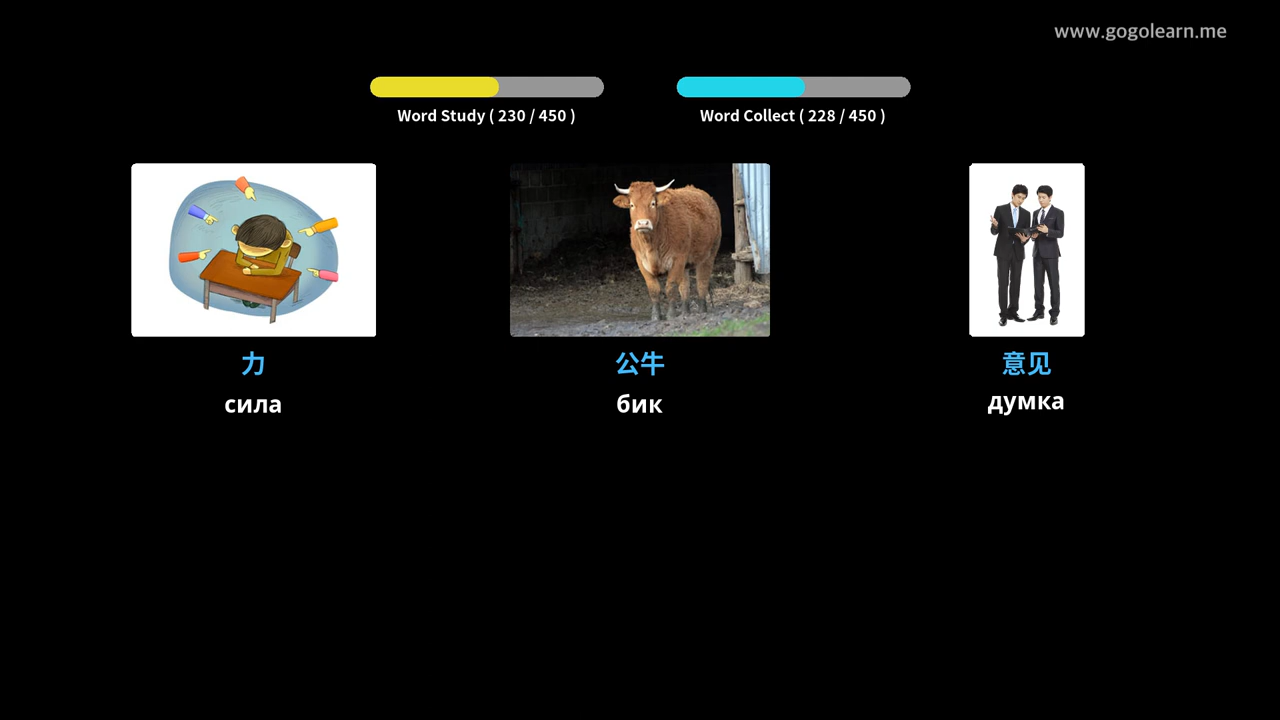 www.gogolearn.me
Word Study ( 230 / 450 )
Word Collect ( 228 / 450 )
力
сила
公牛
бик
意见
думка